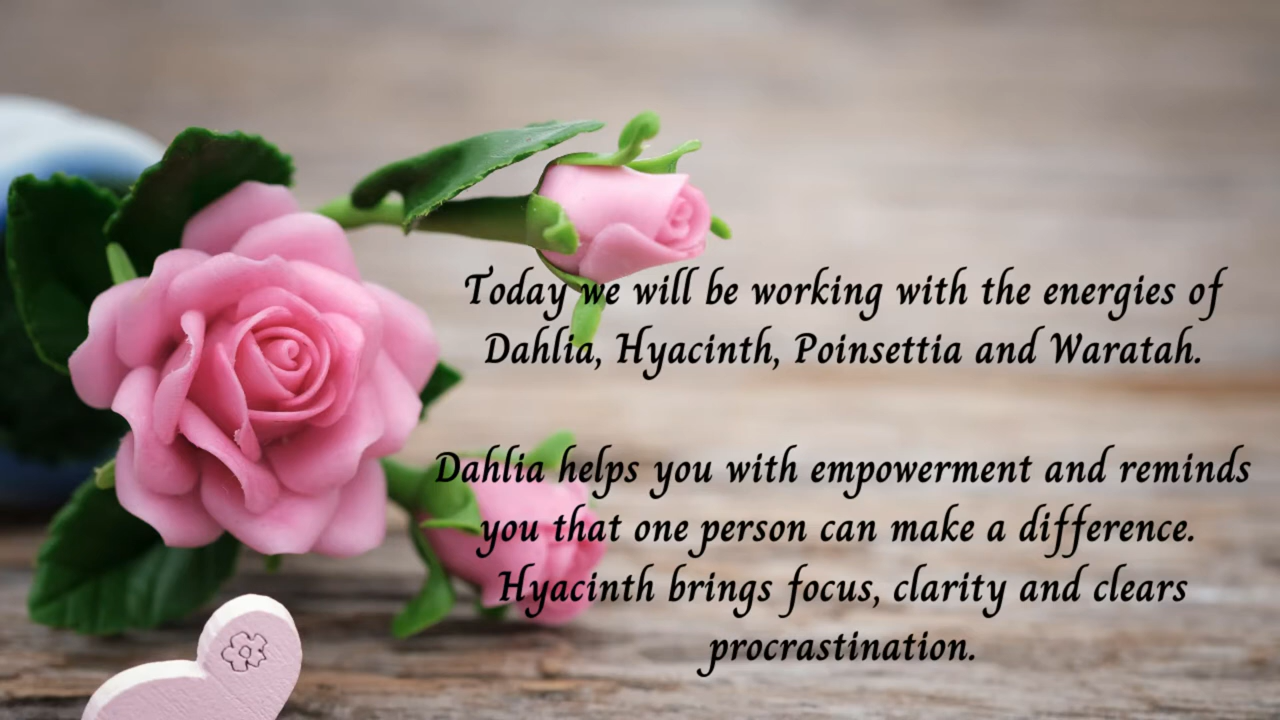 Today we will be working with the energies of
Dahlia, Hyacinth, Poinsettia and Waratah.
Dahlia helps you with empowerment and reminds
you that one person can make a difference.
Hyacinth brings focus, clarity and clears
procrastination.